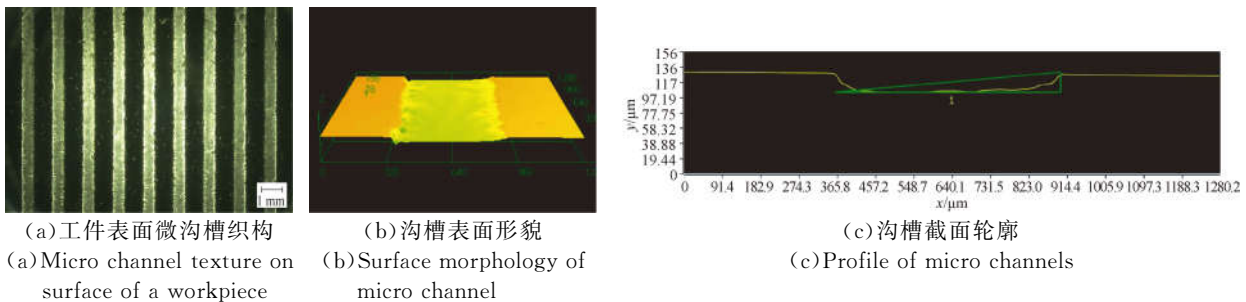 1 mm
156
136
117
97.19
77.75
58.32
38.88
19.44
0
y/μm
1
0 91.4 182.9 274.3 365.8 457.2 548.7 640.1 731.5 823.0 914.4 1005.9 1097.3 1188.3 1280.2
x/μm
(a)工件表面微沟槽织构
(a)Micro channel texture on
surface of a workpiece
(b)沟槽表面形貌
(b)Surface morphology of
micro channel
(c)沟槽截面轮廓
(c)Profile of micro channels